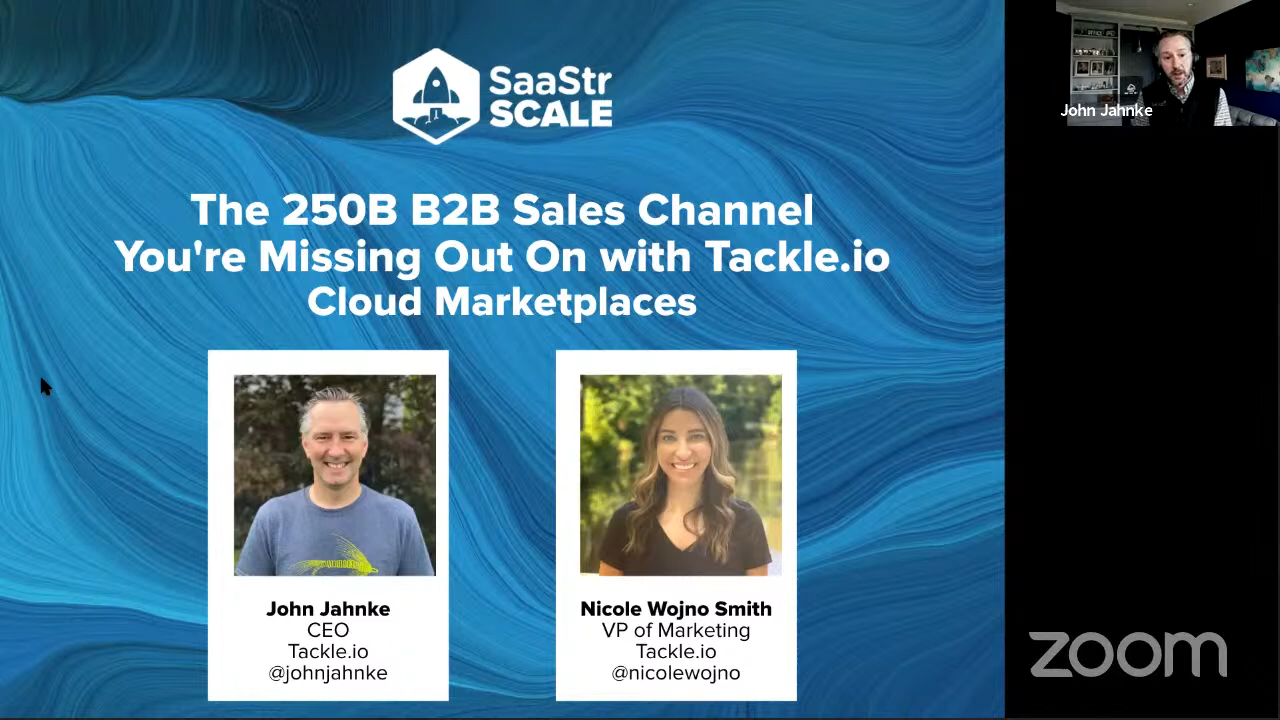 SaaStr
SCALE
The 250B B2B Sales Channel
You're Missing Out On with Tackle.io
Cloud Marketplaces
John Jahnke
CEO
Tackle.io
@johnjahnke
Nicole Wojno Smith
VP of Marketing
Tackle.io
@nicolewojno
John Jahnke
zoom